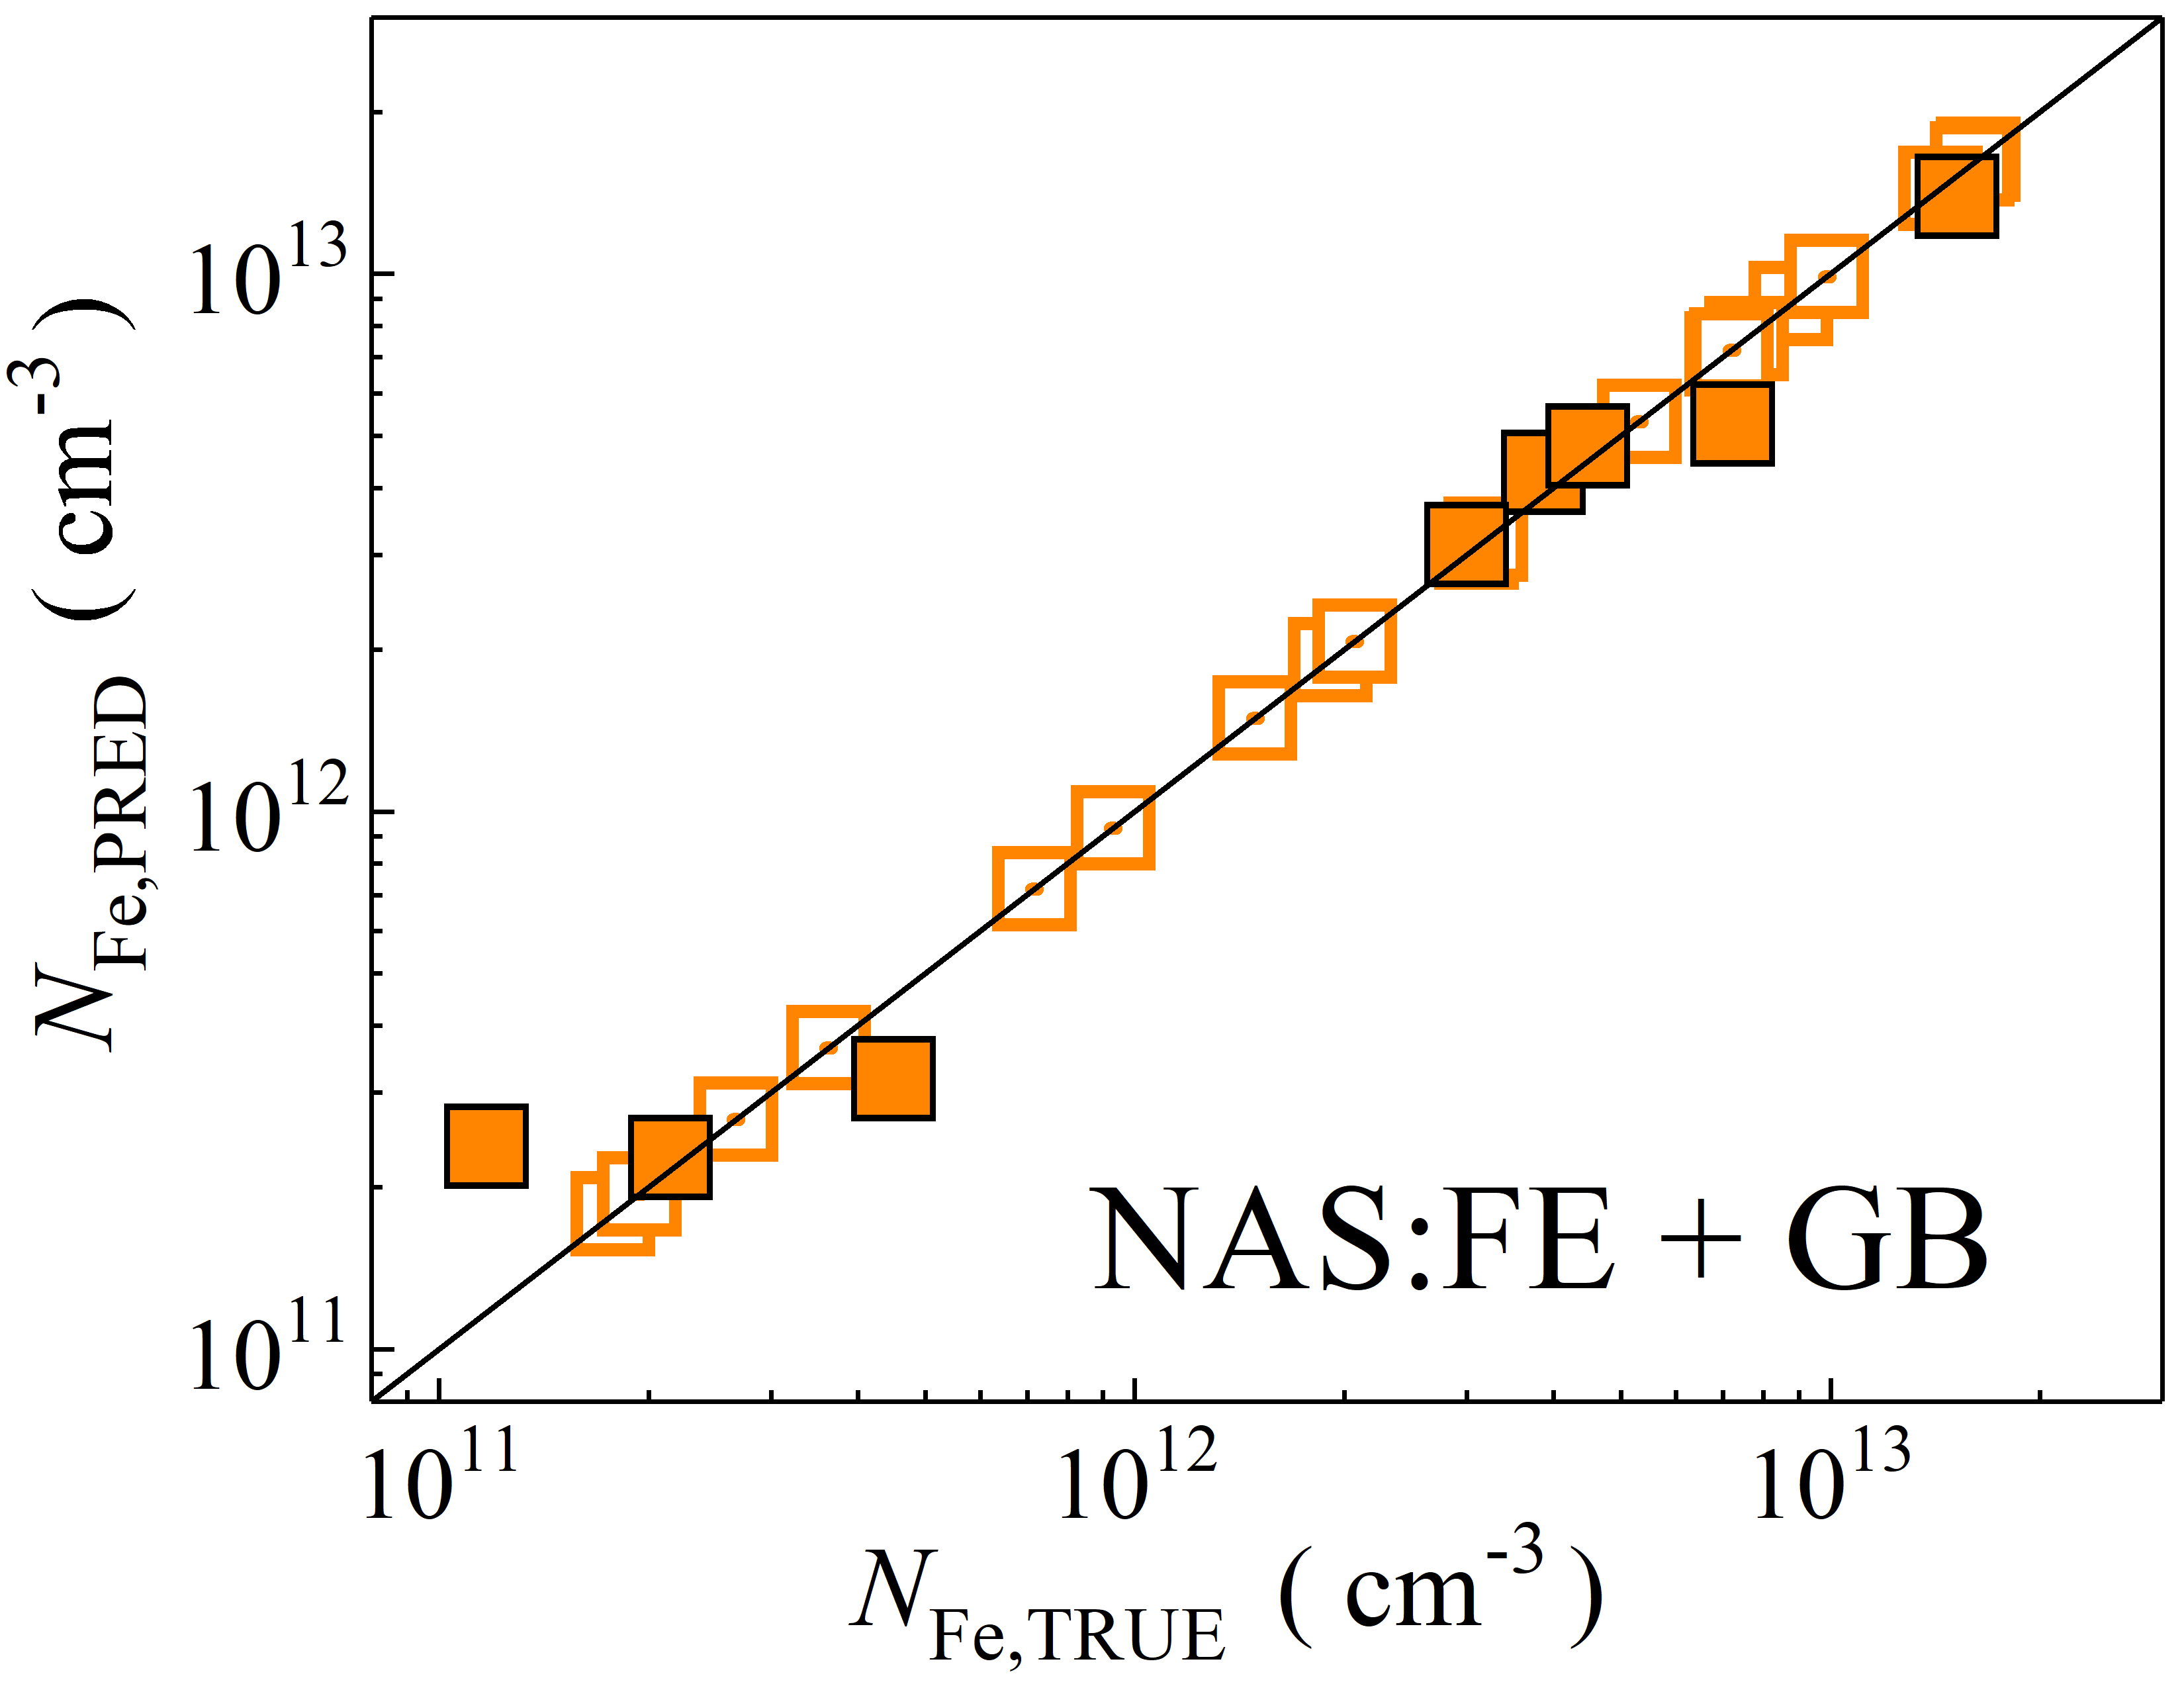 N_Fe,PRED ( cm^-3 )
10^13
10^12
10^11
NAS:FE + GB
10^11 10^12 10^13
N_Fe,TRUE ( cm^-3 )